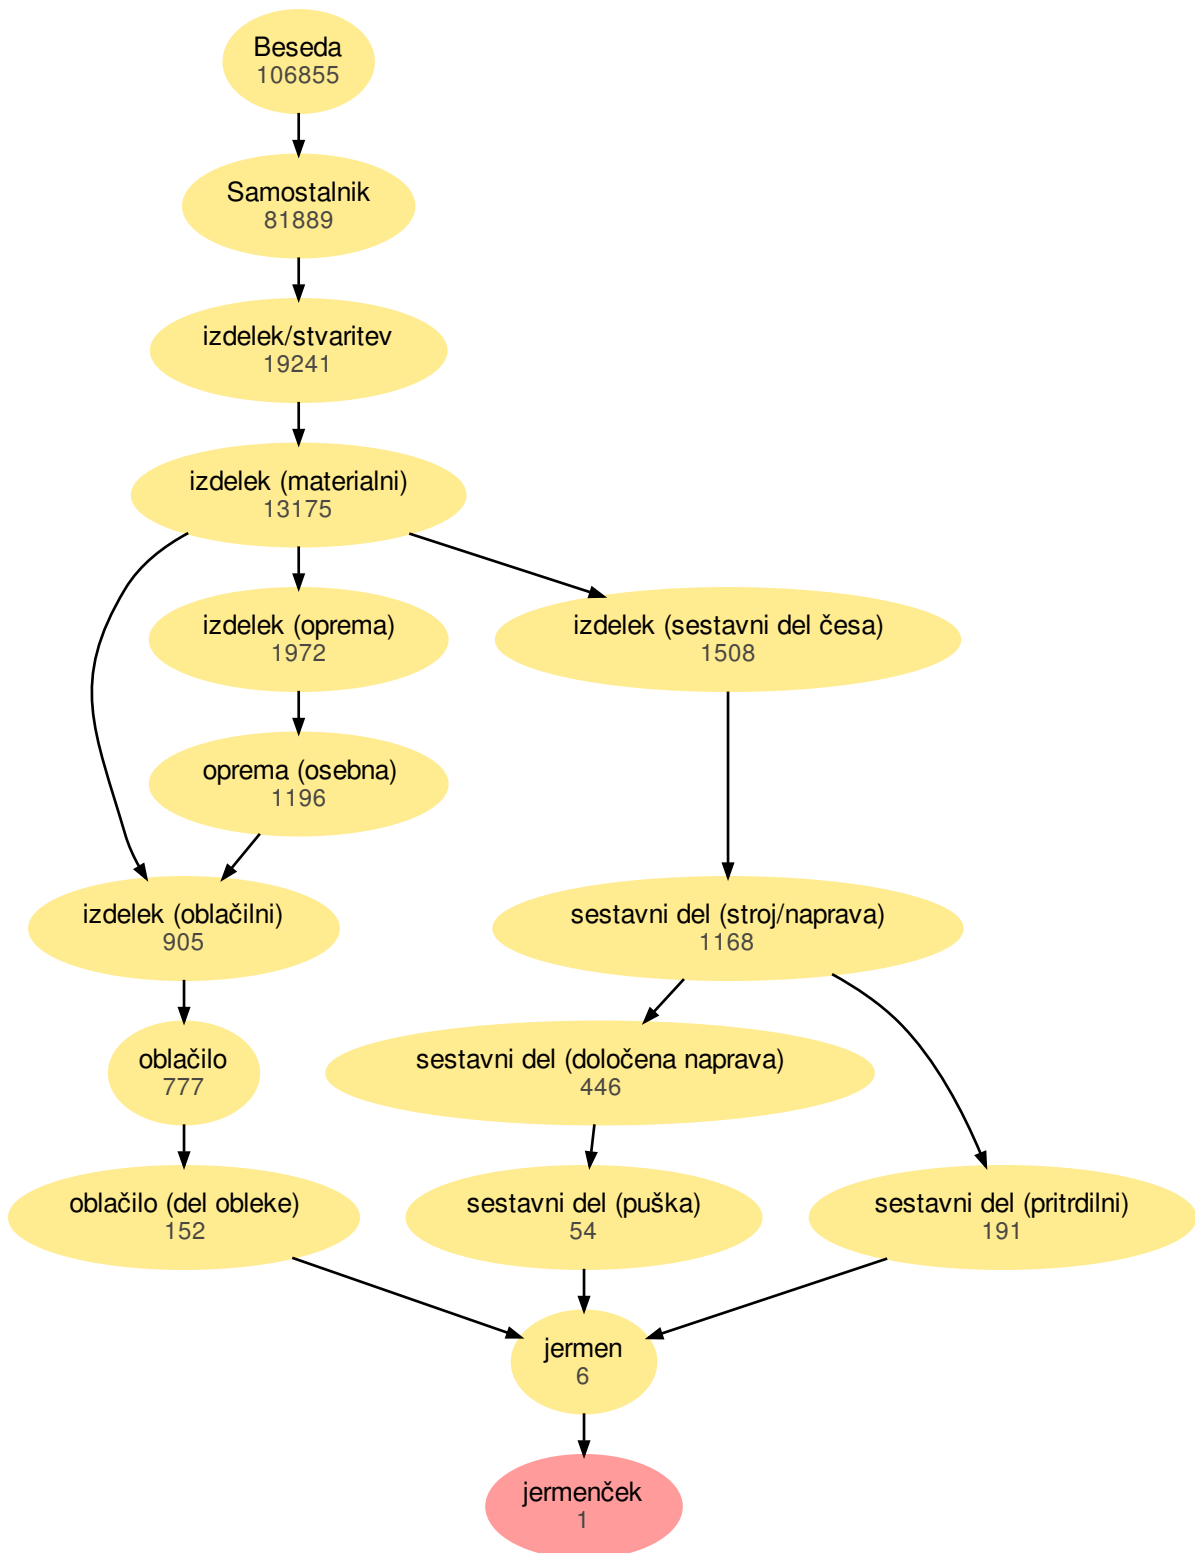 Beseda
106855
Samostalnik
81889
izdelek/stvaritev
19241
izdelek (materialni)
13175
izdelek (oprema)
1972
izdelek (sestavni del česa)
1508
oprema (osebna)
1196
izdelek (oblačilni)
905
sestavni del (stroj/naprava)
1168
oblačilo
777
sestavni del (določena naprava)
446
oblačilo (del obleke)
152
sestavni del (puška)
54
sestavni del (pritrdilni)
191
jermen
6
jermenček
1